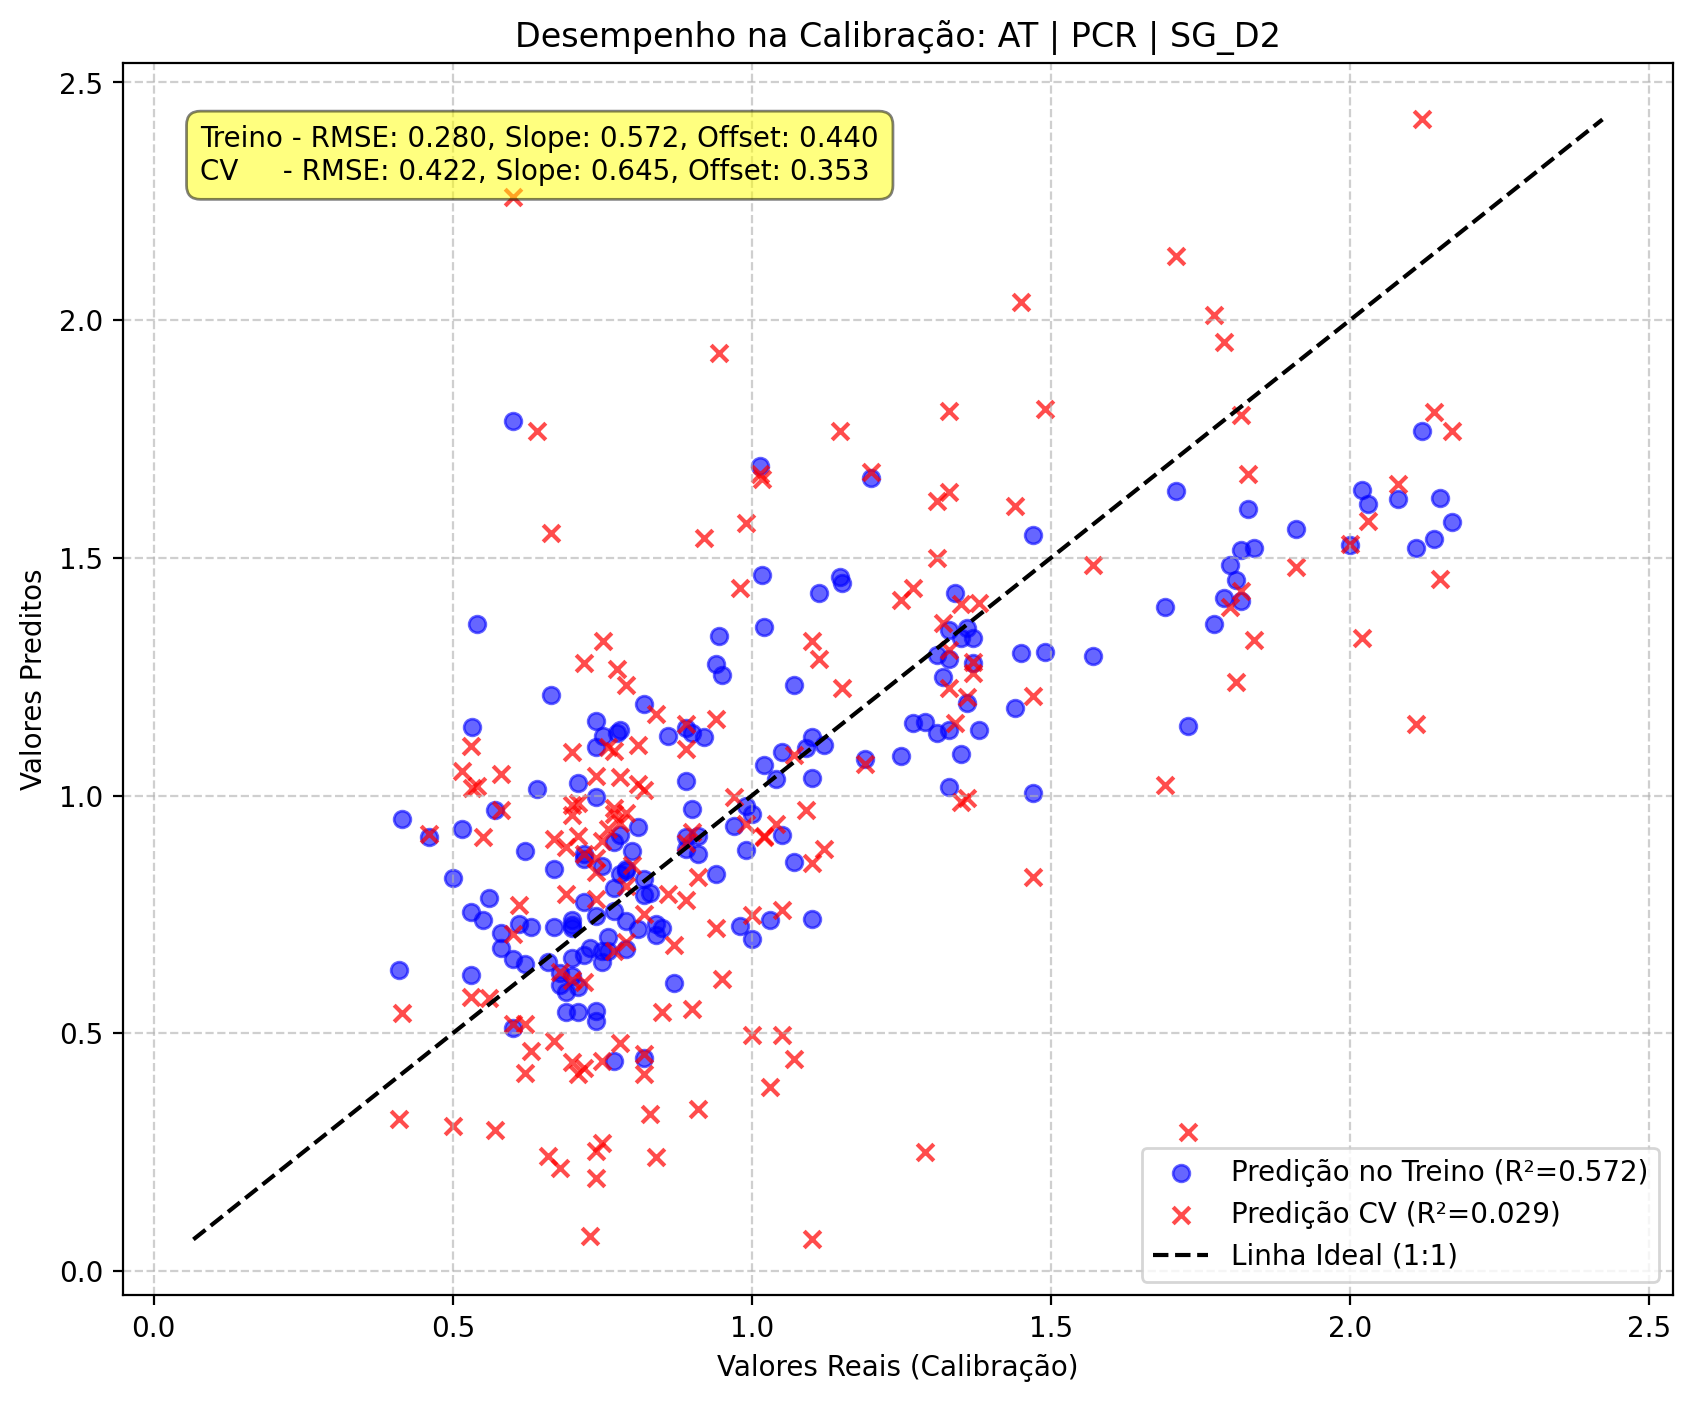 Desempenho na Calibração: AT | PCR | SG_D2
Treino - RMSE: 0.280, Slope: 0.572, Offset: 0.440
CV     - RMSE: 0.422, Slope: 0.645, Offset: 0.353
Valores Preditos
2.5
2.0
1.5
1.0
0.5
0.0
Predição no Treino (R²=0.572)
Predição CV (R²=0.029)
Linha Ideal (1:1)
0.0 0.5 1.0 1.5 2.0 2.5
Valores Reais (Calibração)